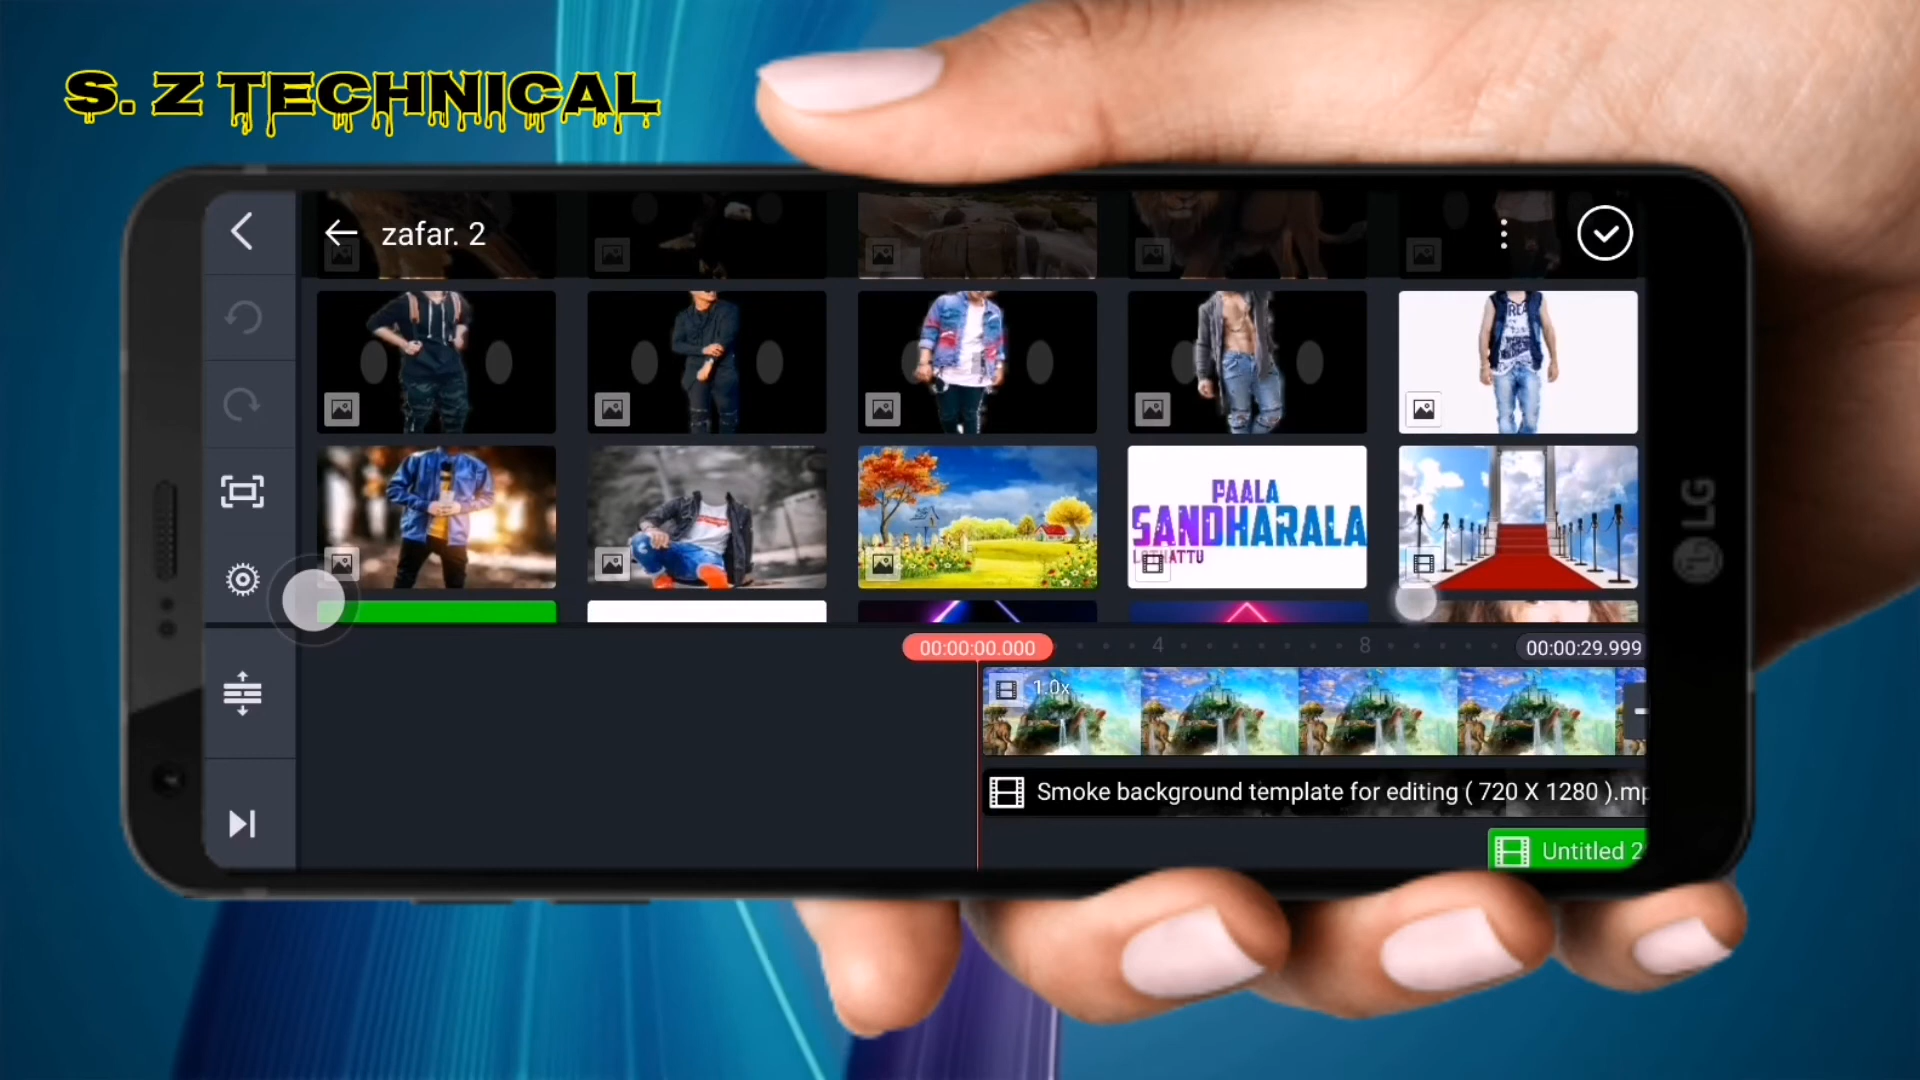 S. Z TECHNICAL
zafar. 2
PAALA
SANDHARALA
00:00:00.000
4
8
00:00:29.999
1.0x
Smoke background template for editing ( 720 X 1280 ).mp
Untitled 2
LG